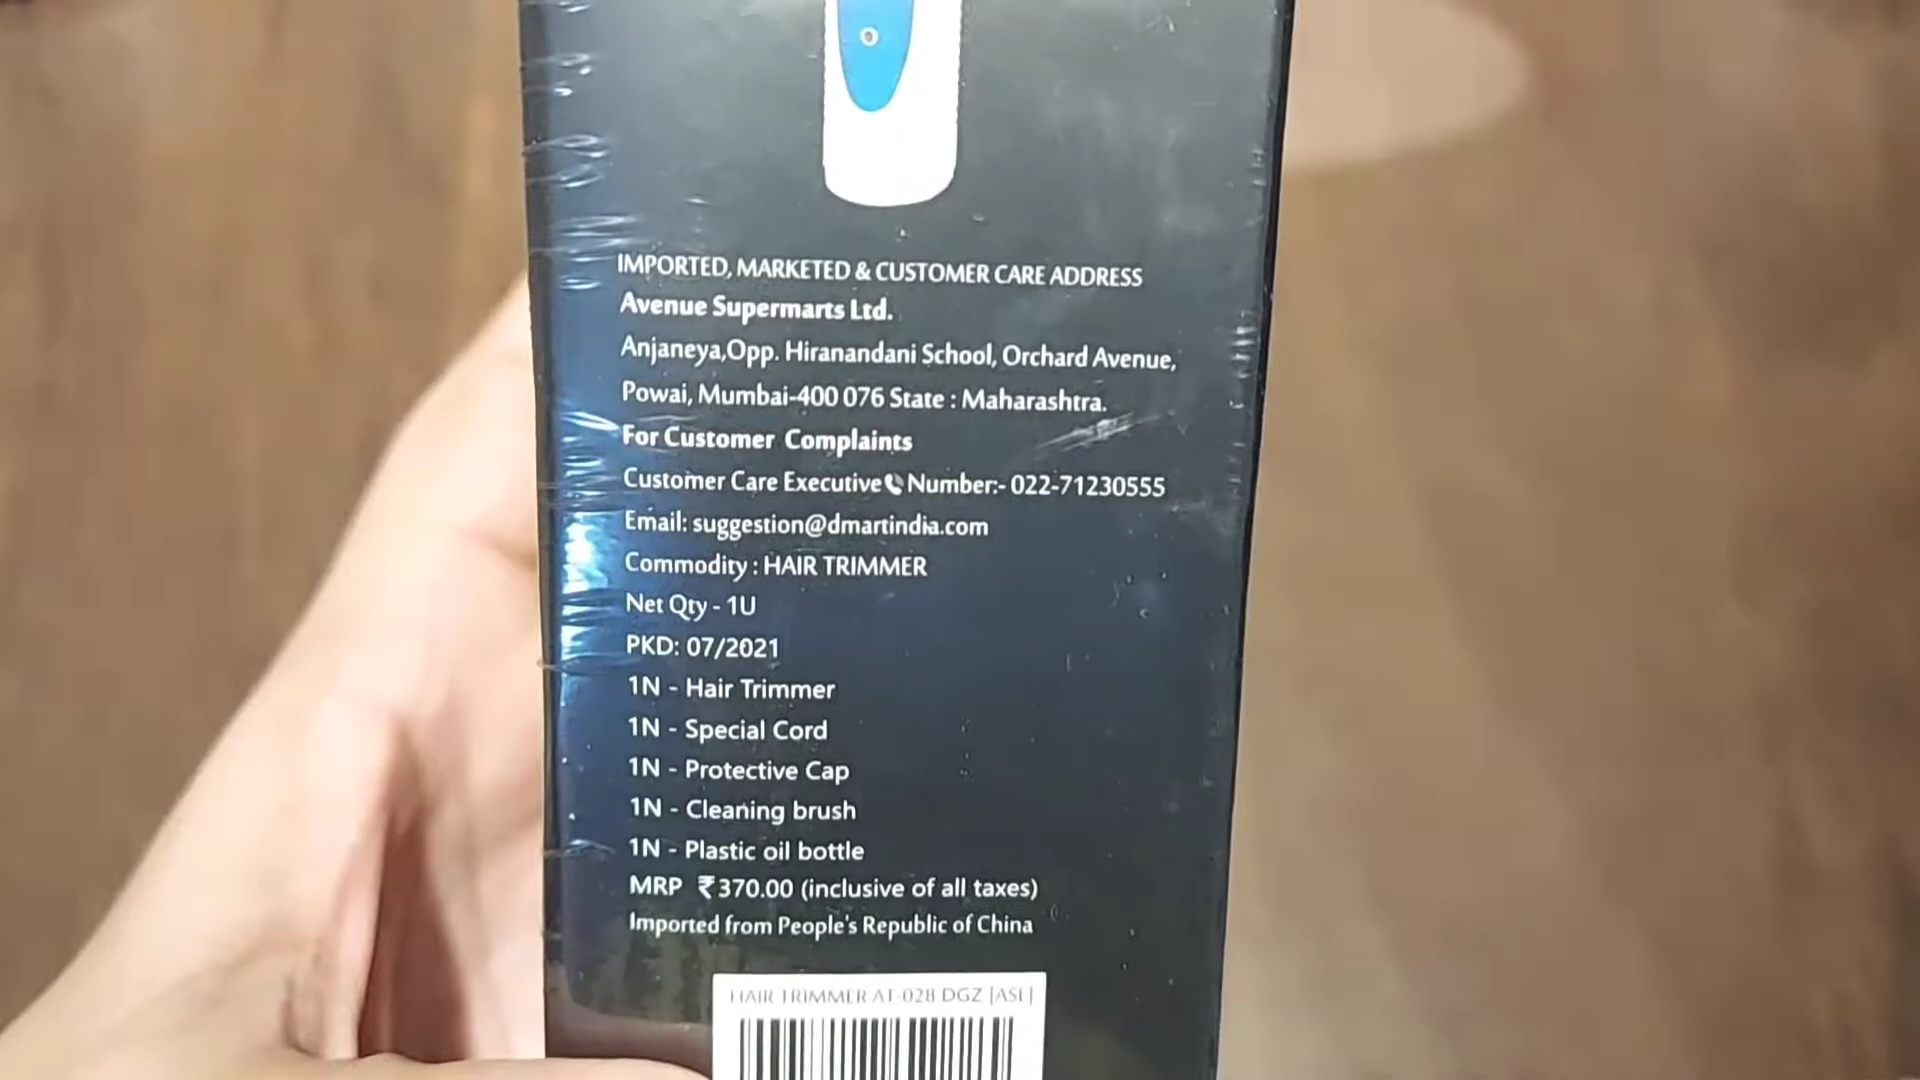 IMPORTED, MARKETED & CUSTOMER CARE ADDRESS
Avenue Supermarts Ltd.
Anjaneya,Opp. Hiranandani School, Orchard Avenue,
Powai, Mumbai-400 076 State : Maharashtra.
For Customer Complaints
Customer Care Executive Number:- 022-71230555
Email: suggestion@dmartindia.com
Commodity : HAIR TRIMMER
Net Qty - 1U
PKD: 07/2021
1N - Hair Trimmer
1N - Special Cord
1N - Protective Cap
1N - Cleaning brush
1N - Plastic oil bottle
MRP ₹370.00 (inclusive of all taxes)
Imported from People's Republic of China
HAIR TRIMMER AT-028 DGZ [ASL]